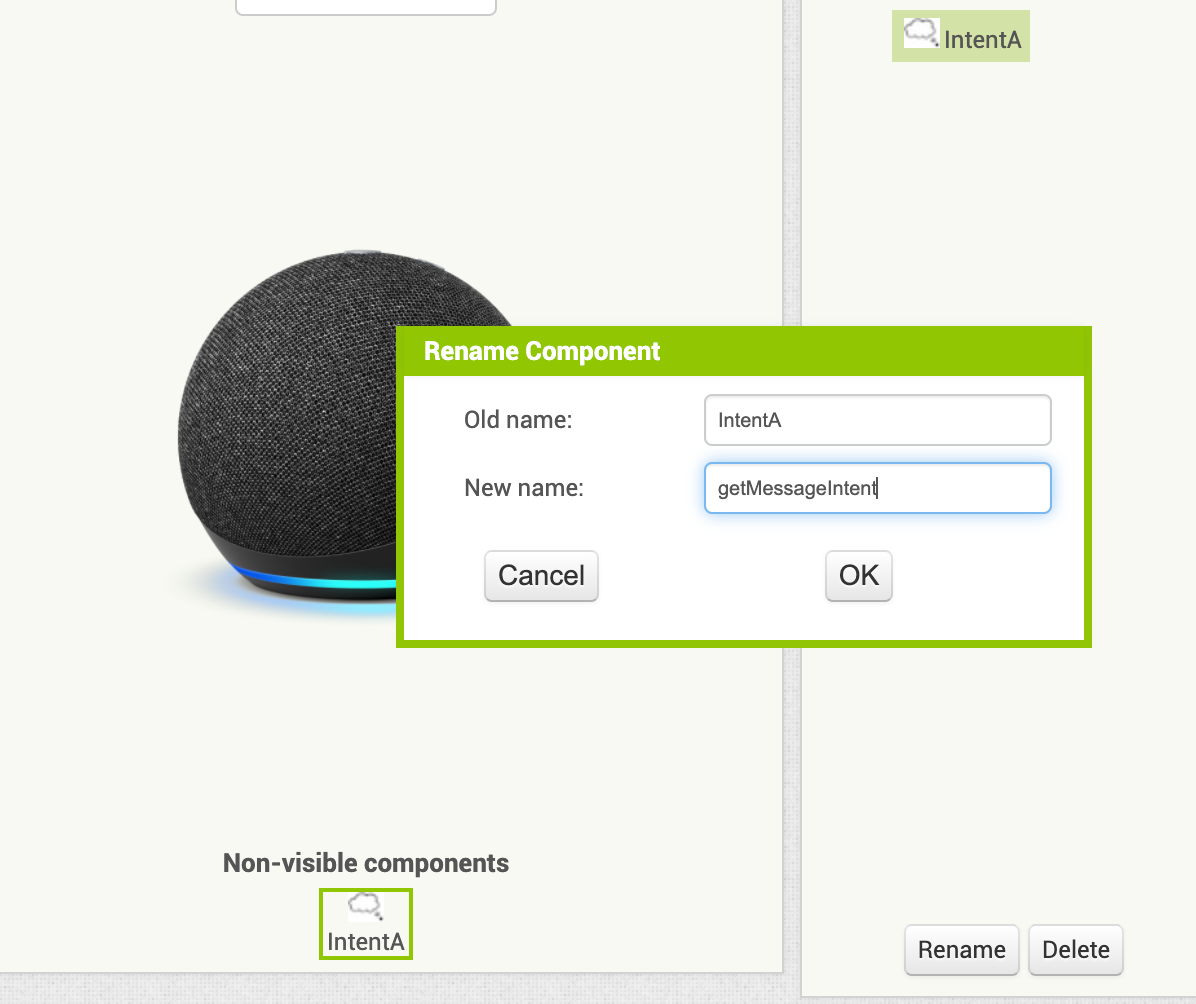 IntentA
Rename Component
Old name:
IntentA
New name:
getMessageIntent
Cancel
OK
Non-visible components
IntentA
Rename
Delete